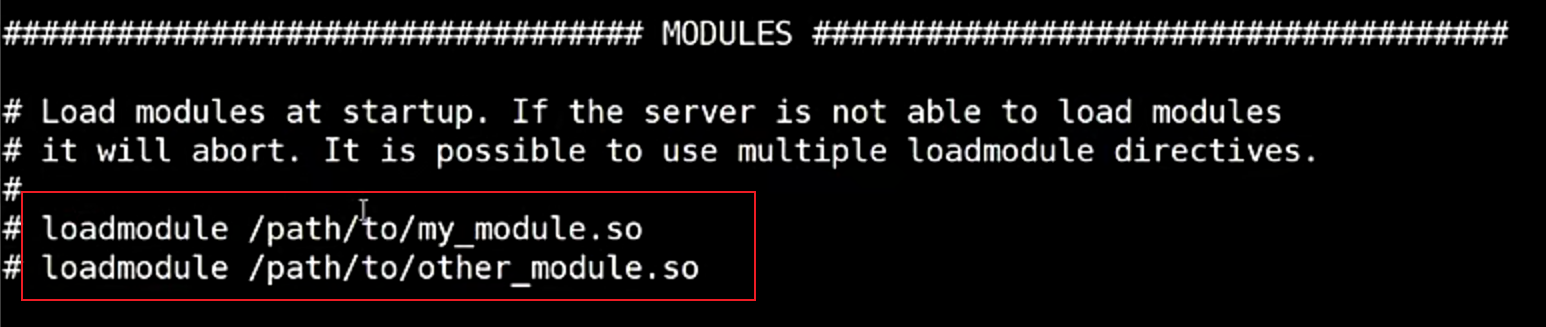 ################################## MODULES #####################################
# Load modules at startup. If the server is not able to load modules
# it will abort. It is possible to use multiple loadmodule directives.
#
# loadmodule /path/to/my_module.so
# loadmodule /path/to/other_module.so